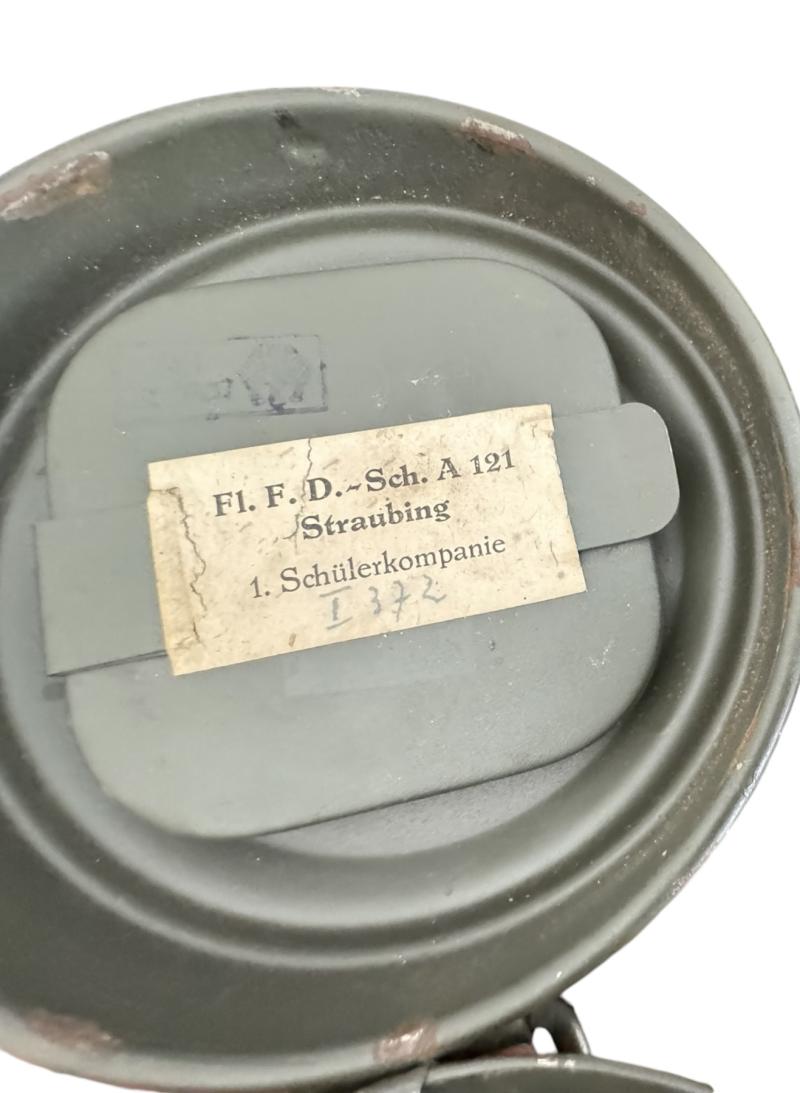 Fl. F. D.-Sch. A 121
Straubing
1. Schülerkompanie
I 372